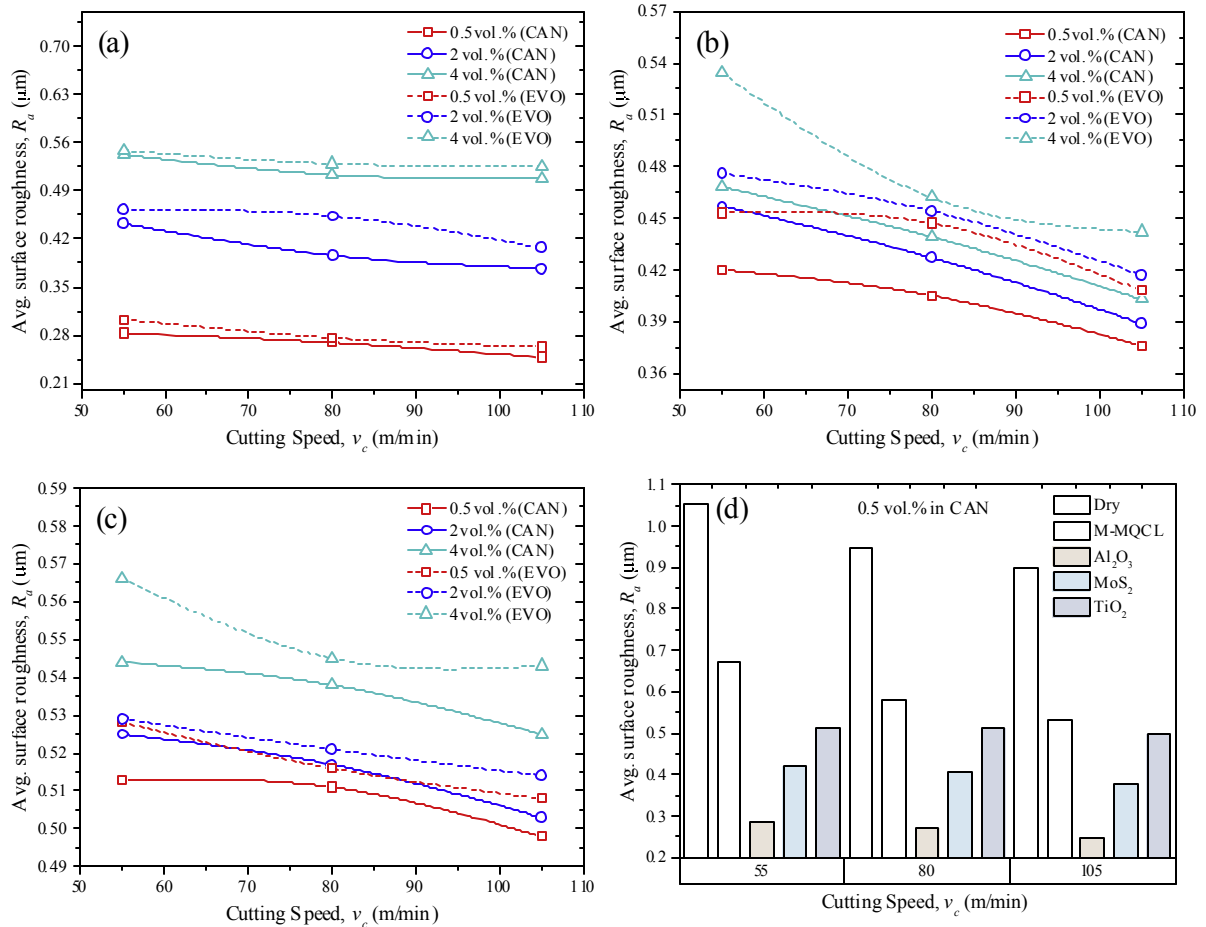 (a)
0.5 vol.% (CAN)
2 vol.% (CAN)
4 vol.% (CAN)
0.5 vol.% (EVO)
2 vol.% (EVO)
4 vol.% (EVO)
Avg. surface roughness, Ra (μm)
0.70
0.63
0.56
0.49
0.42
0.35
0.28
0.21
50 60 70 80 90 100 110
Cutting Speed, vc (m/min)
(b)
0.5 vol.% (CAN)
2 vol.% (CAN)
4 vol.% (CAN)
0.5 vol.% (EVO)
2 vol.% (EVO)
4 vol.% (EVO)
Avg. surface roughness, Ra (μm)
0.57
0.54
0.51
0.48
0.45
0.42
0.39
0.36
50 60 70 80 90 100 110
Cutting Speed, vc (m/min)
(c)
0.5 vol.% (CAN)
2 vol.% (CAN)
4 vol.% (CAN)
0.5 vol.% (EVO)
2 vol.% (EVO)
4 vol.% (EVO)
Avg. surface roughness, Ra (μm)
0.59
0.58
0.57
0.56
0.55
0.54
0.53
0.52
0.51
0.50
0.49
50 60 70 80 90 100 110
Cutting Speed, vc (m/min)
(d)
0.5 vol.% in CAN
Dry
M-MQCL
Al2O3
MoS2
TiO2
Avg. surface roughness, Ra (μm)
1.1
1.0
0.9
0.8
0.7
0.6
0.5
0.4
0.3
0.2
55 80 105
Cutting Speed, vc (m/min)